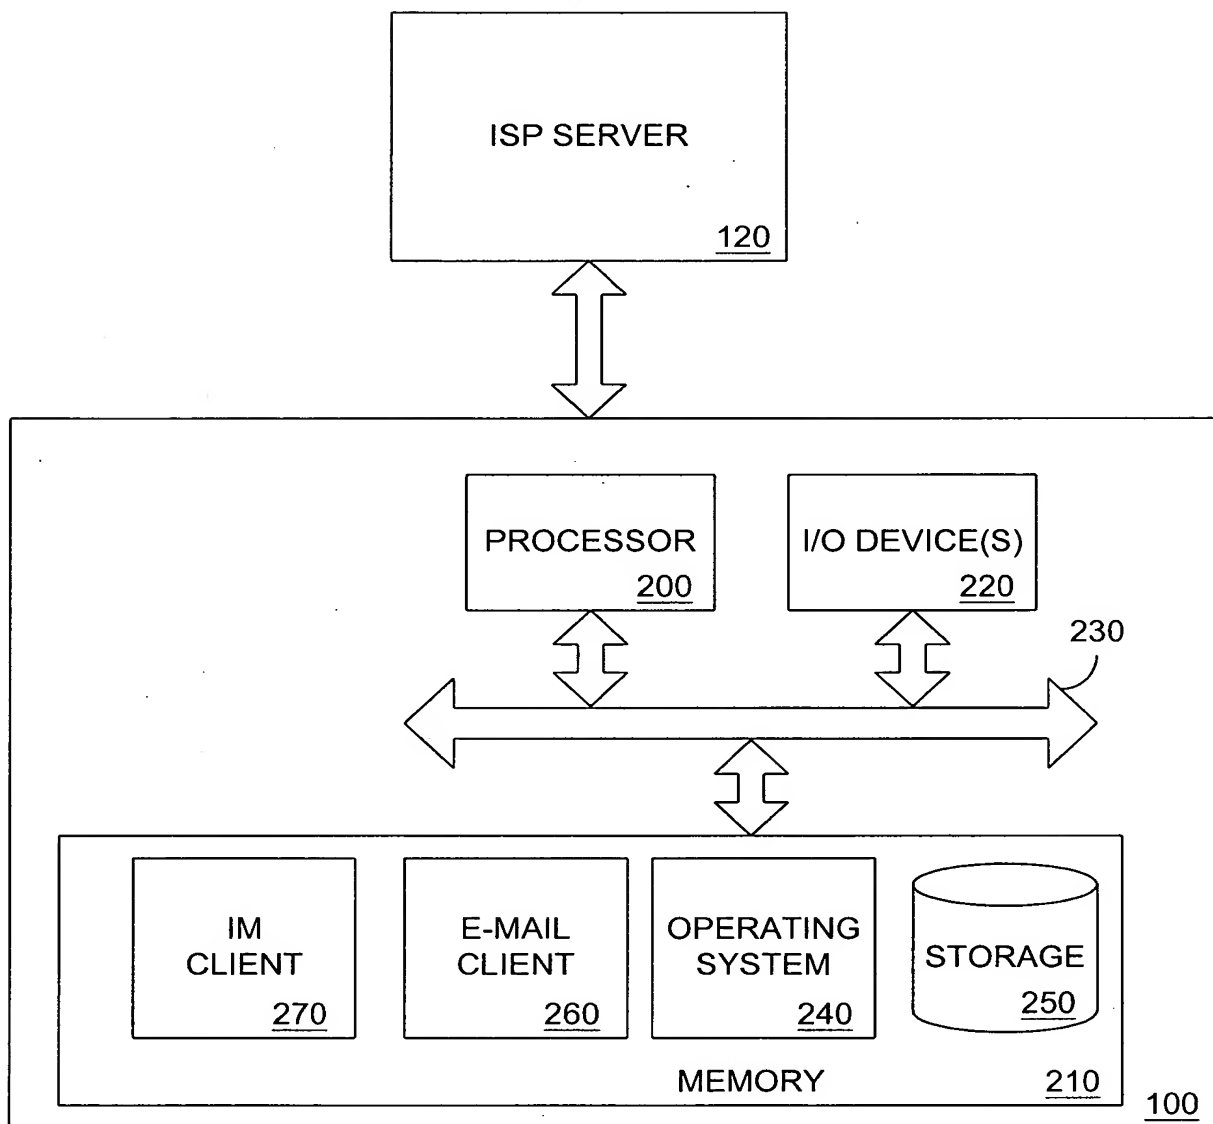 ISP SERVER
120
PROCESSOR
200
I/O DEVICE(S)
220
230
IM
CLIENT
270
E-MAIL
CLIENT
260
OPERATING
SYSTEM
240
STORAGE
250
MEMORY
210
100